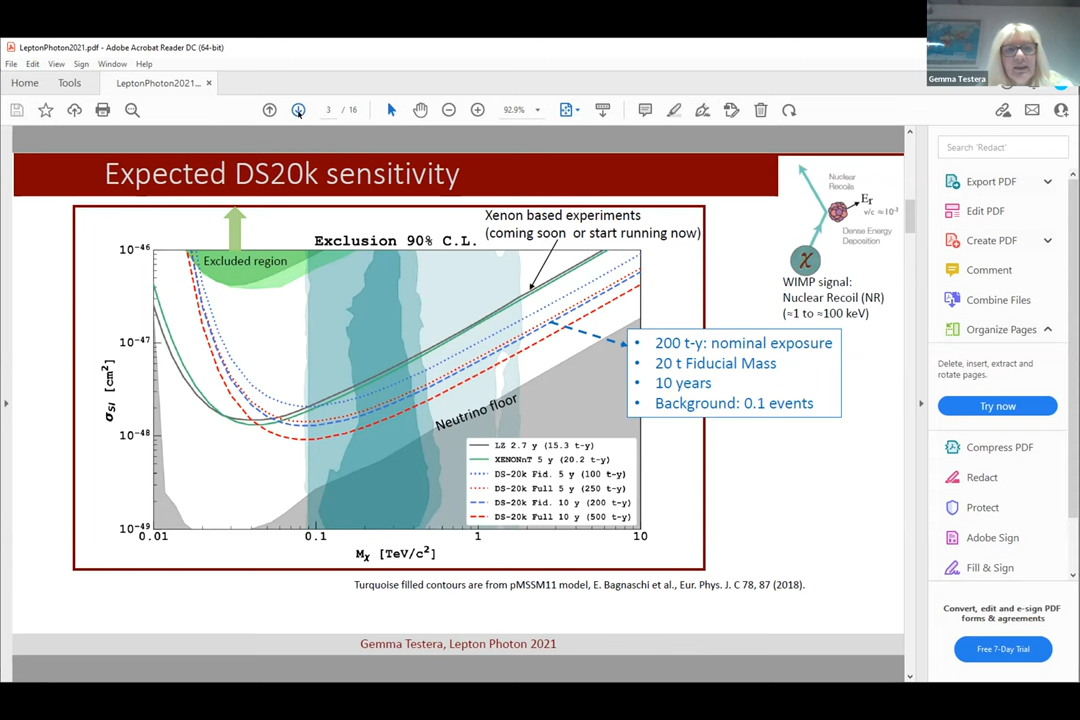 LeptonPhoton2021.pdf - Adobe Acrobat Reader DC (64-bit)
File Edit View Sign Window Help
Home Tools LeptonPhoton2021... ×
3 / 16 92.9%
Gemma Testera
Expected DS20k sensitivity
Xenon based experiments
(coming soon or start running now)
Exclusion 90% C.L.
Excluded region
10⁻⁴⁶
10⁻⁴⁷
10⁻⁴⁸
10⁻⁴⁹
σSI [cm²]
0.01 0.1 1 10
Mχ [TeV/c²]
Neutrino floor
LZ 2.7 y (15.3 t-y)
XENONnT 5 y (20.2 t-y)
DS-20k Fid. 5 y (100 t-y)
DS-20k Full 5 y (250 t-y)
DS-20k Fid. 10 y (200 t-y)
DS-20k Full 10 y (500 t-y)
• 200 t-y: nominal exposure
• 20 t Fiducial Mass
• 10 years
• Background: 0.1 events
Nuclear
Recoils
Er
v/c ≈10⁻³
Dense Energy
Deposition
χ
WIMP signal:
Nuclear Recoil (NR)
(≈1 to ≈100 keV)
Turquoise filled contours are from pMSSM11 model, E. Bagnaschi et al., Eur. Phys. J. C 78, 87 (2018).
Gemma Testera, Lepton Photon 2021
Search 'Redact'
Export PDF
Edit PDF
Create PDF
Comment
Combine Files
Organize Pages
Delete, insert, extract and
rotate pages.
Try now
Compress PDF
Redact
Protect
Adobe Sign
Fill & Sign
Convert, edit and e-sign PDF
forms & agreements
Free 7-Day Trial